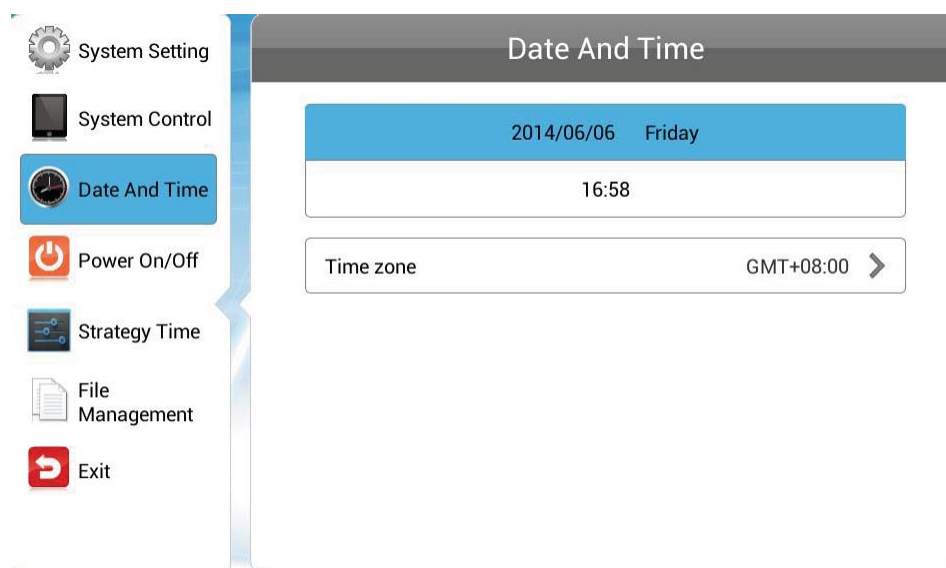 System Setting
System Control
Date And Time
Power On/Off
Strategy Time
File
Management
Exit
Date And Time
2014/06/06 Friday
16:58
Time zone GMT+08:00